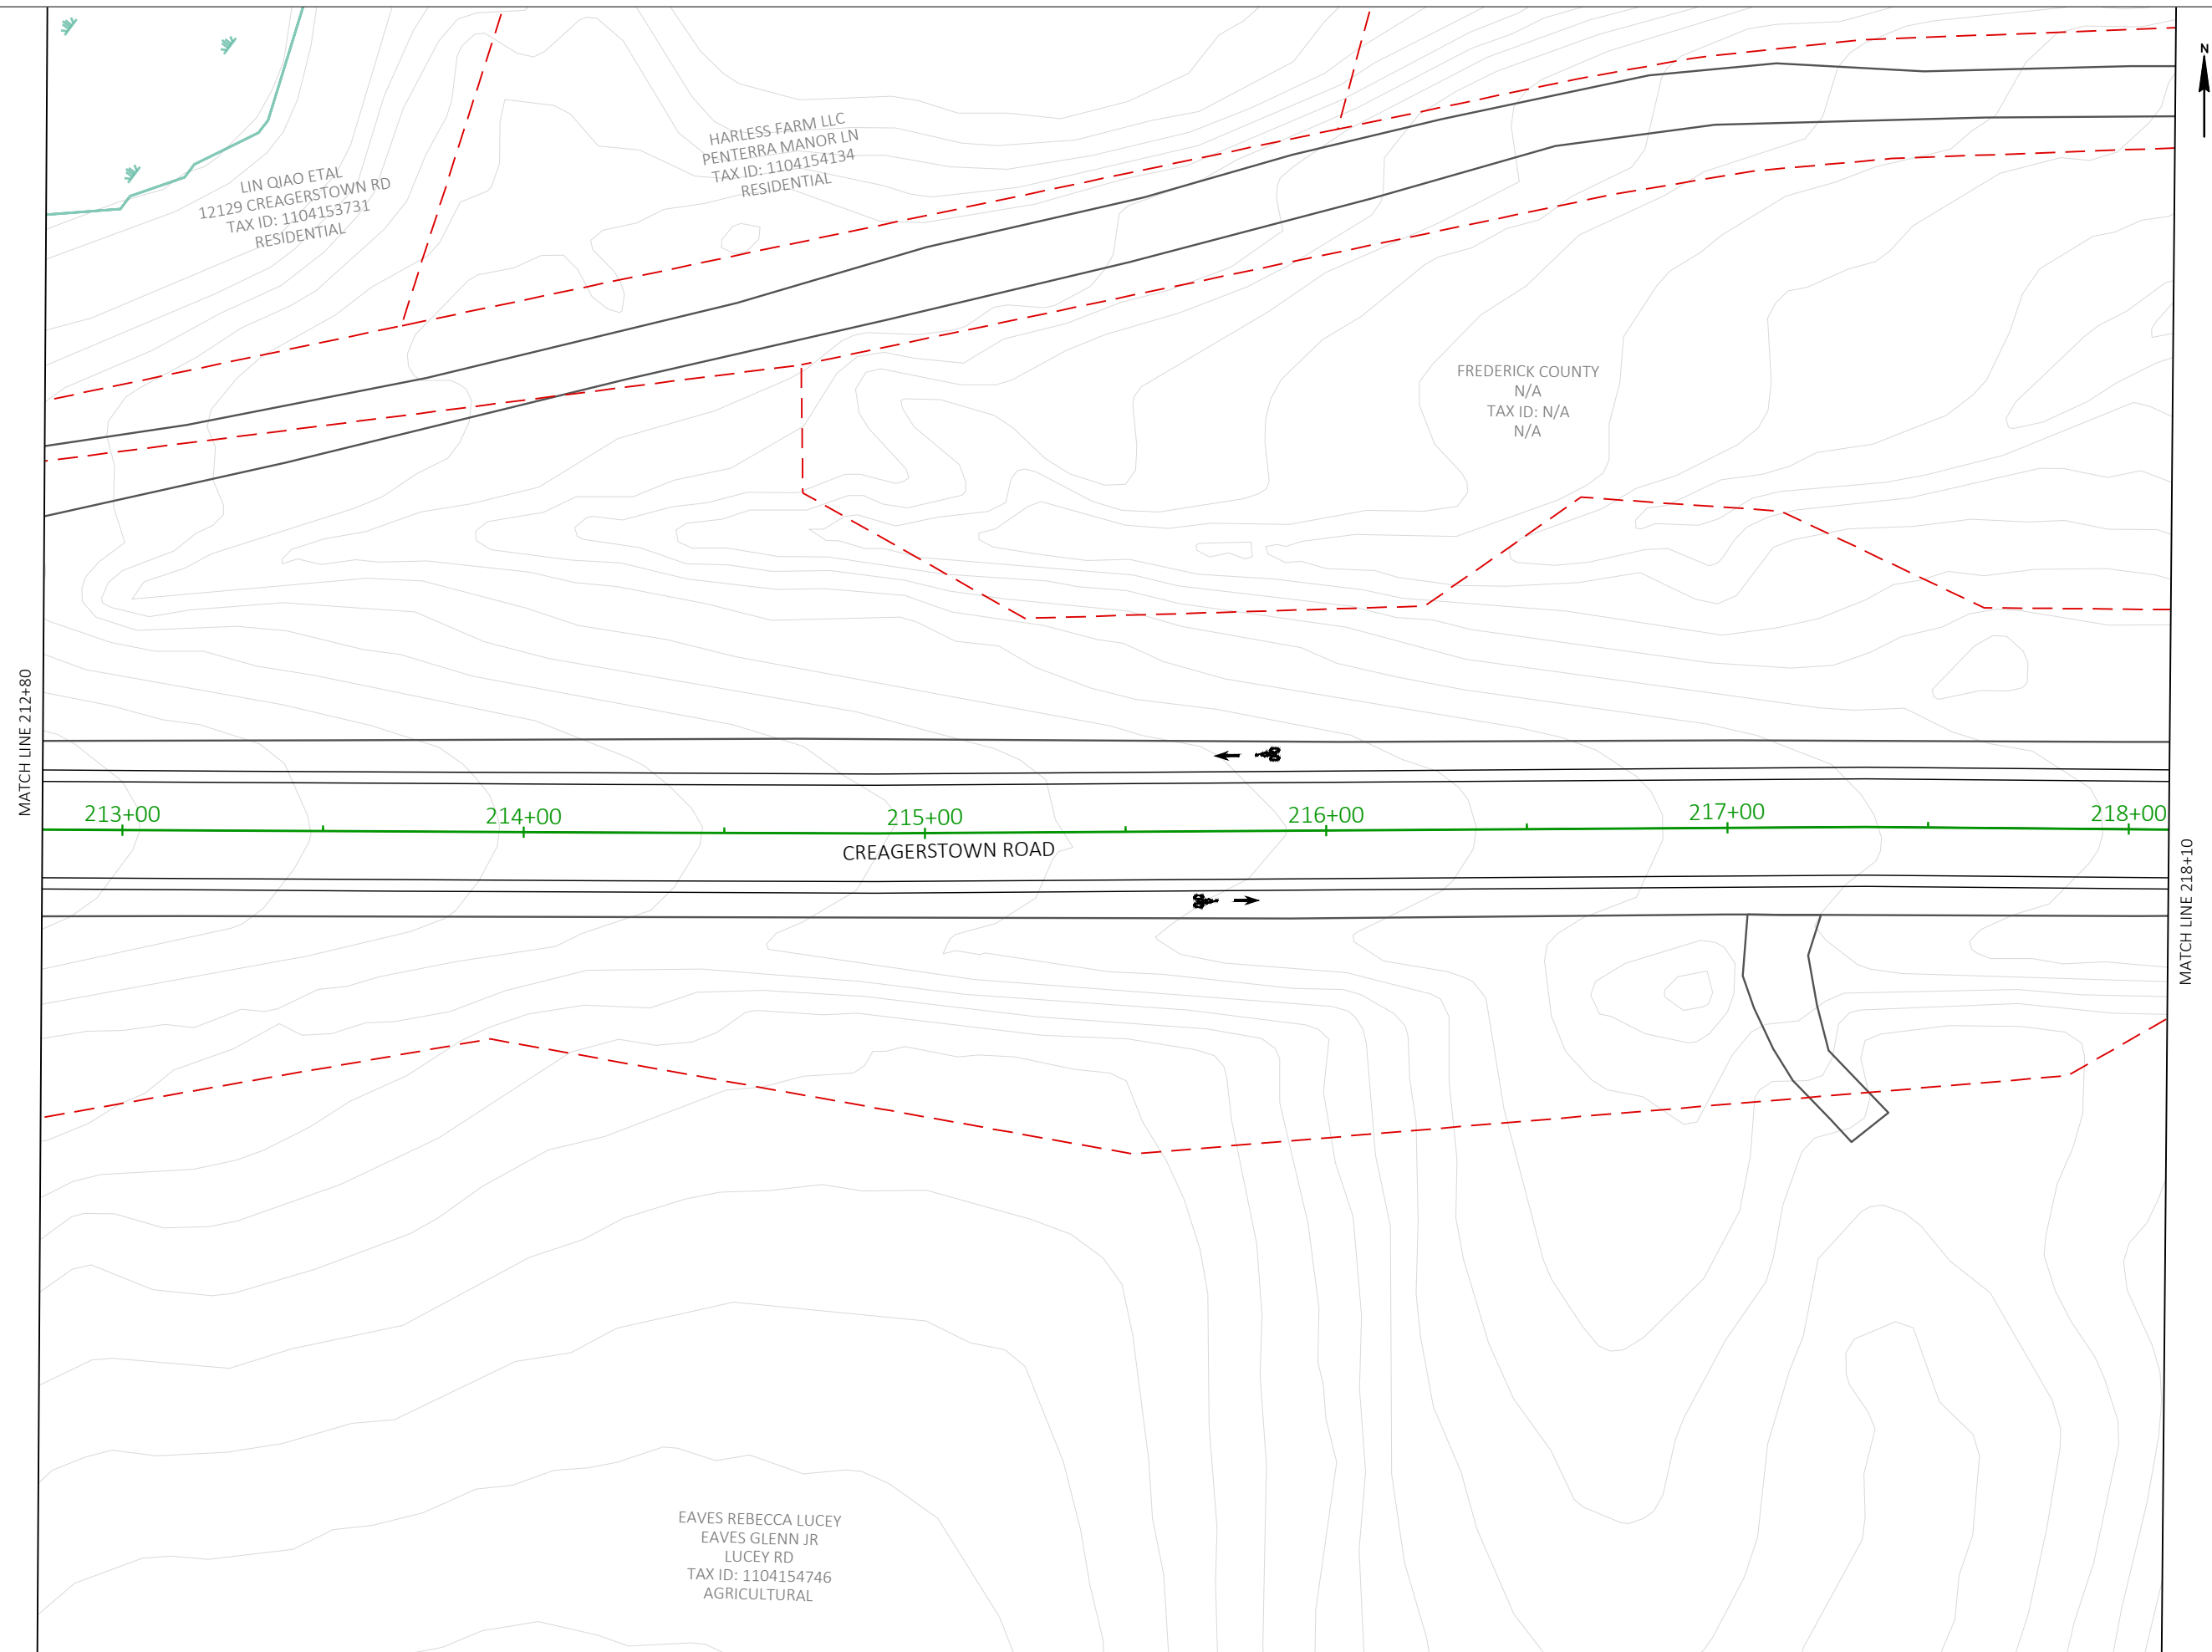 N
HARLESS FARM LLC
PENTERRA MANOR LN
TAX ID: 1104154134
RESIDENTIAL
LIN QIAO ETAL
12129 CREAGERSTOWN RD
TAX ID: 1104153731
RESIDENTIAL
FREDERICK COUNTY
N/A
TAX ID: N/A
N/A
MATCH LINE 212+80
213+00
214+00
215+00
216+00
217+00
218+00
CREAGERSTOWN ROAD
MATCH LINE 218+10
EAVES REBECCA LUCEY
EAVES GLENN JR
LUCEY RD
TAX ID: 1104154746
AGRICULTURAL